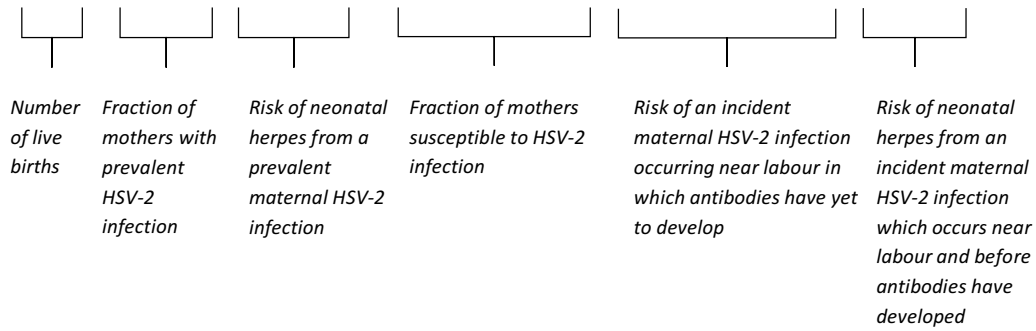 Number
of live
births
Fraction of
mothers with
prevalent
HSV-2
infection
Risk of neonatal
herpes from a
prevalent
maternal HSV-2
infection
Fraction of mothers
susceptible to HSV-2
infection
Risk of an incident
maternal HSV-2 infection
occurring near labour in
which antibodies have yet
to develop
Risk of neonatal
herpes from an
incident maternal
HSV-2 infection
which occurs near
labour and before
antibodies have
developed